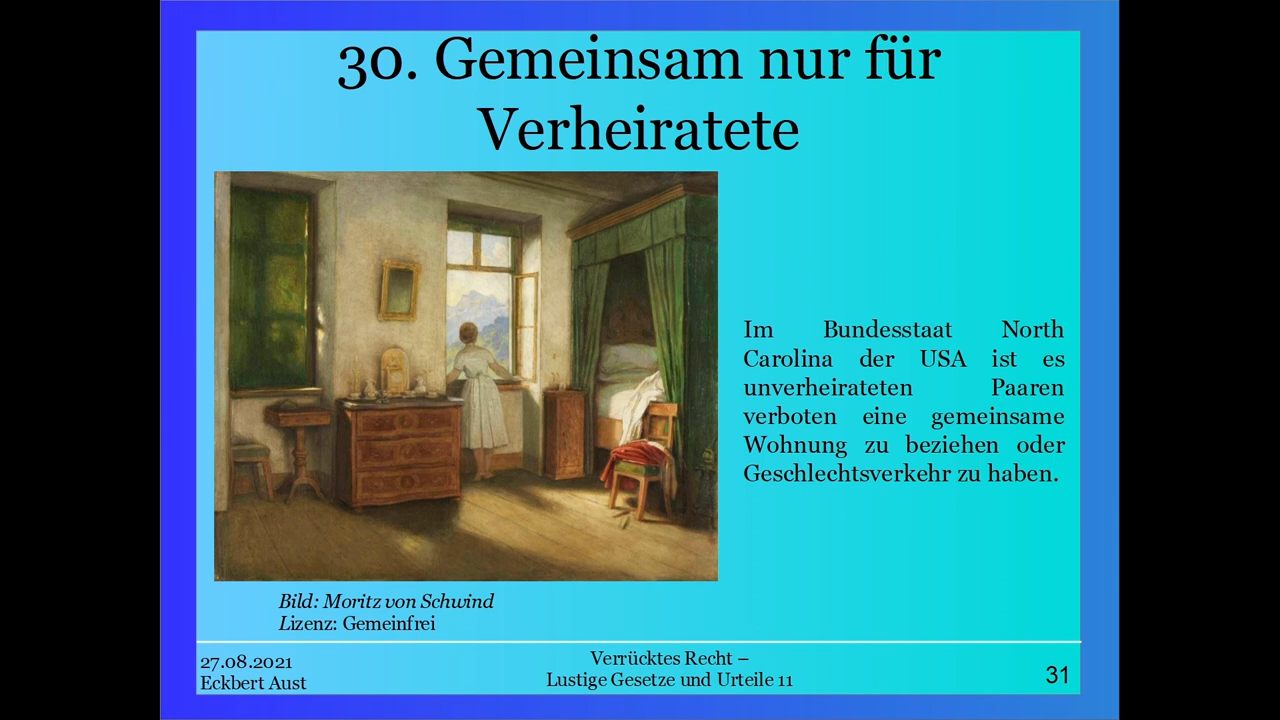 30. Gemeinsam nur für
Verheiratete
Im Bundesstaat North
Carolina der USA ist es
unverheirateten Paaren
verboten eine gemeinsame
Wohnung zu beziehen oder
Geschlechtsverkehr zu haben.
Bild: Moritz von Schwind
Lizenz: Gemeinfrei
27.08.2021
Eckbert Aust
Verrücktes Recht –
Lustige Gesetze und Urteile 11
31